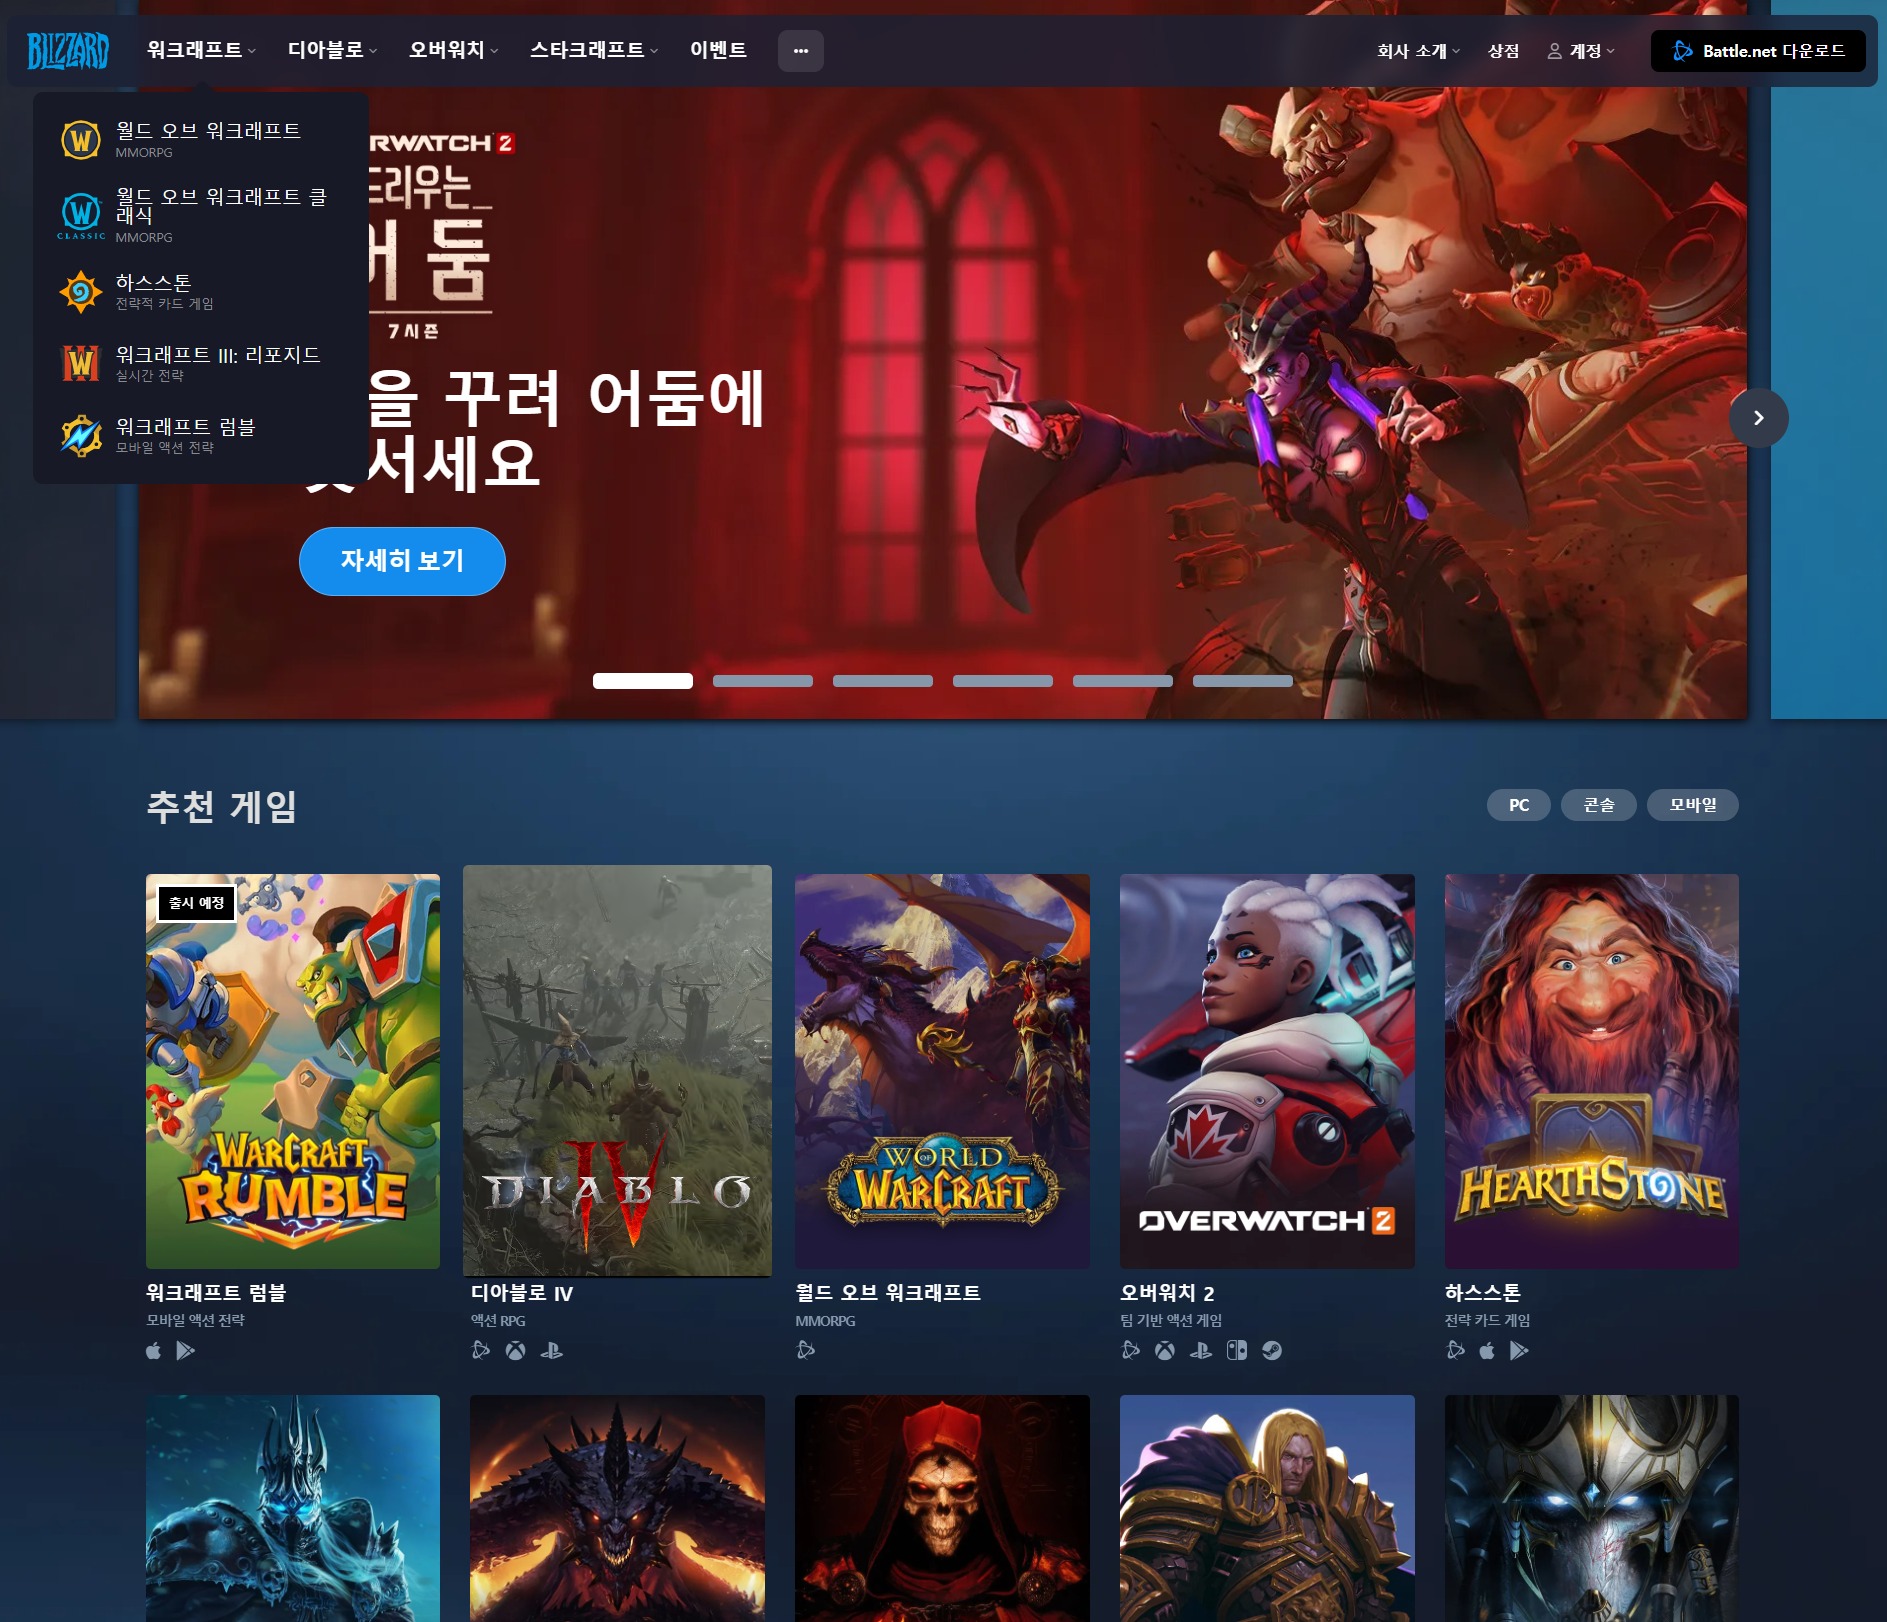 BLIZZARD
워크래프트
디아블로
오버워치
스타크래프트
이벤트
회사 소개
상점
계정
Battle.net 다운로드
월드 오브 워크래프트
MMORPG
월드 오브 워크래프트 클
래식
CLASSIC
MMORPG
하스스톤
전략적 카드 게임
워크래프트 III: 리포지드
실시간 전략
워크래프트 럼블
모바일 액션 전략
RWATCH 2
드리우는_
어 둠
7시즌
을 꾸려 어둠에
서세요
자세히 보기
추천 게임
PC
콘솔
모바일
출시 예정
WARCRAFT
RUMBLE
DIABLO
IV
WORLD
OF
WARCRAFT
OVERWATCH 2
HEARTHSTONE
워크래프트 럼블
모바일 액션 전략
디아블로 IV
액션 RPG
월드 오브 워크래프트
MMORPG
오버워치 2
팀 기반 액션 게임
하스스톤
전략 카드 게임